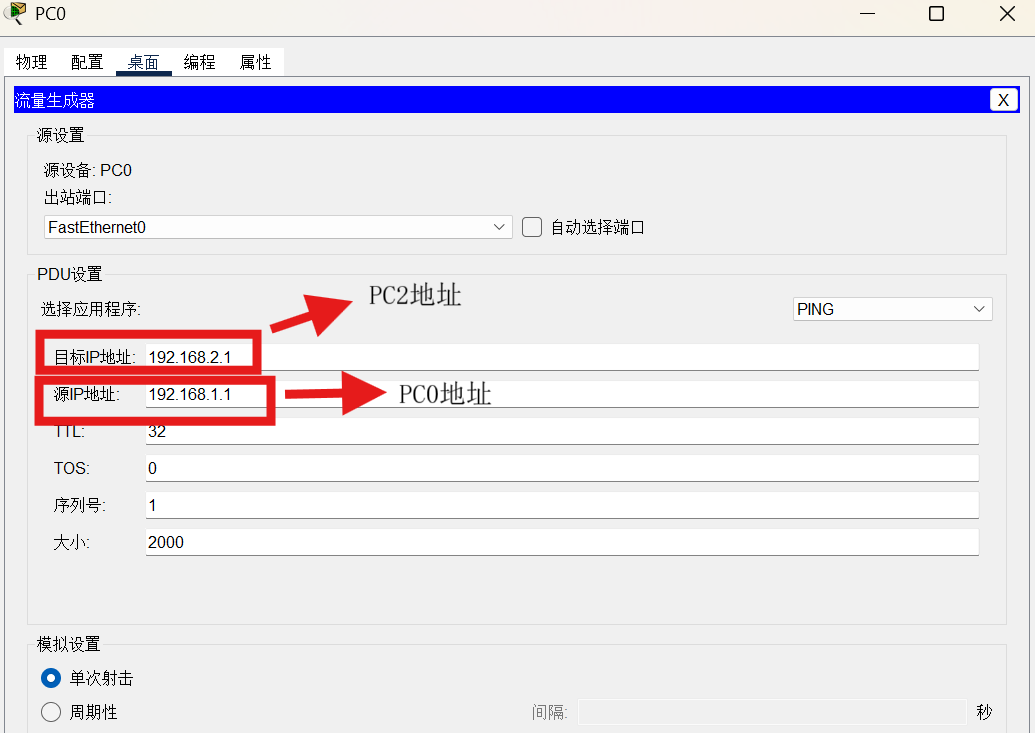 PC0
物理 配置 桌面 编程 属性
流量生成器 X
源设置
源设备: PC0
出站端口:
FastEthernet0 自动选择端口
PDU设置
PC2地址
选择应用程序: PING
目标IP地址: 192.168.2.1
源IP地址: 192.168.1.1 PC0地址
TTL: 32
TOS: 0
序列号: 1
大小: 2000
模拟设置
单次射击
周期性 间隔: 秒